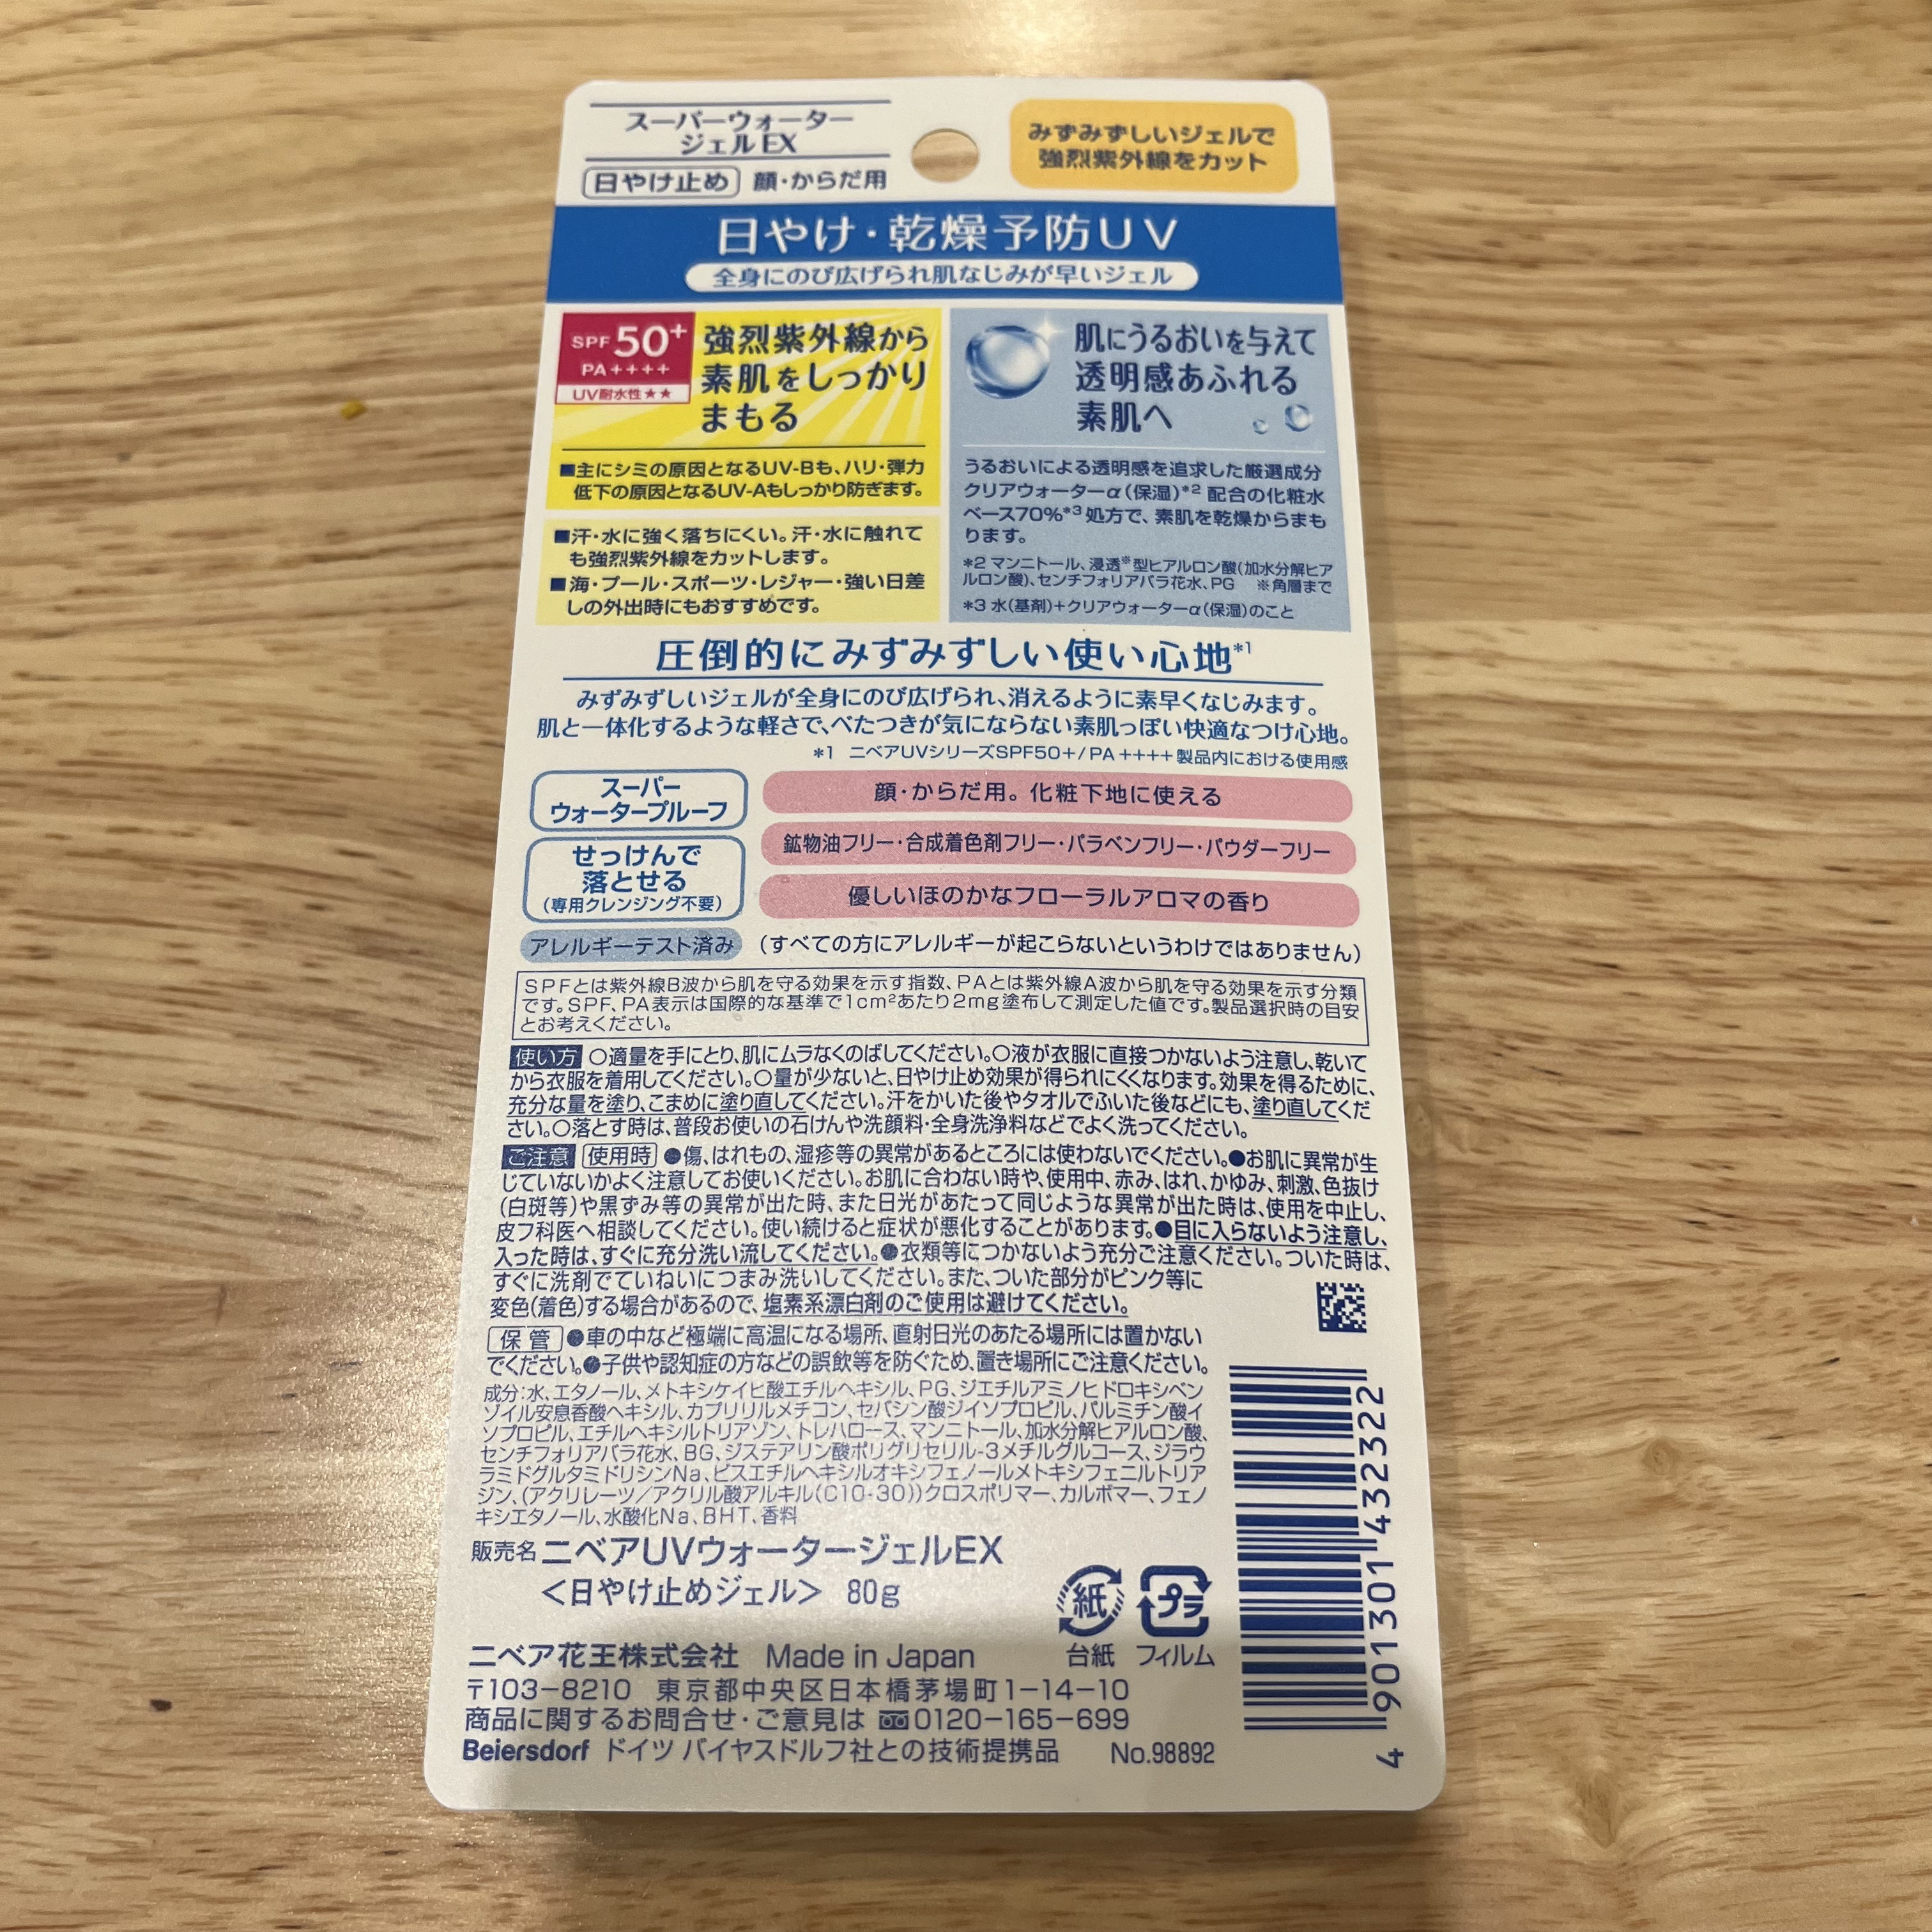 スーパーウォーター
ジェルEX
日やけ止め 顔・からだ用
みずみずしいジェルで
強烈紫外線をカット
日やけ・乾燥予防UV
全身にのび広げられ肌なじみが早いジェル
SPF50+
PA++++
UV耐水性★★
強烈紫外線から
素肌をしっかり
まもる
■主にシミの原因となるUV-Bも、ハリ・弾力
低下の原因となるUV-Aもしっかり防ぎます。
■汗・水に強く落ちにくい。汗・水に触れて
も強烈紫外線をカットします。
■海・プール・スポーツ・レジャー・強い日差
しの外出時にもおすすめです。
肌にうるおいを与えて
透明感あふれる
素肌へ
うるおいによる透明感を追求した厳選成分
クリアウォーターα(保湿)*2 配合の化粧水
ベース70%*3 処方で、素肌を乾燥からまも
ります。
*2 マンニトール、浸透※型ヒアルロン酸(加水分解ヒア
ルロン酸)、センチフォリアバラ花水、PG ※角層まで
*3 水(基剤)+クリアウォーターα(保湿)のこと
圧倒的にみずみずしい使い心地*1
みずみずしいジェルが全身にのび広げられ、消えるように素早くなじみます。
肌と一体化するような軽さで、べたつきが気にならない素肌っぽい快適なつけ心地。
*1 ニベアUVシリーズSPF50+/PA++++製品内における使用感
スーパー
ウォータープルーフ
顔・からだ用。化粧下地に使える
鉱物油フリー・合成着色剤フリー・パラベンフリー・パウダーフリー
せっけんで
落とせる
(専用クレンジング不要)
優しいほのかなフローラルアロマの香り
アレルギーテスト済み (すべての方にアレルギーが起こらないというわけではありません)
SPFとは紫外線B波から肌を守る効果を示す指数、PAとは紫外線A波から肌を守る効果を示す分類
です。SPF、PA表示は国際的な基準で1cm²あたり2mg塗布して測定した値です。製品選択時の目安
とお考えください。
使い方 ○適量を手にとり、肌にムラなくのばしてください。○液が衣服に直接つかないよう注意し、乾いて
から衣服を着用してください。○量が少ないと、日やけ止め効果が得られにくくなります。効果を得るために、
充分な量を塗り、こまめに塗り直してください。汗をかいた後やタオルでふいた後などにも、塗り直してくだ
さい。○落とす時は、普段お使いの石けんや洗顔料・全身洗浄料などでよく洗ってください。
ご注意 使用時 ●傷、はれもの、湿疹等の異常があるところには使わないでください。●お肌に異常が生
じていないかよく注意してお使いください。お肌に合わない時や、使用中、赤み、はれ、かゆみ、刺激、色抜け
(白斑等)や黒ずみ等の異常が出た時、また日光があたって同じような異常が出た時は、使用を中止し、
皮フ科医へ相談してください。使い続けると症状が悪化することがあります。●目に入らないよう注意し、
入った時は、すぐに充分洗い流してください。●衣類等につかないよう充分ご注意ください。ついた時は、
すぐに洗剤でていねいにつまみ洗いしてください。また、ついた部分がピンク等に
変色(着色)する場合があるので、塩素系漂白剤のご使用は避けてください。
保管 ●車の中など極端に高温になる場所、直射日光のあたる場所には置かない
でください。●子供や認知症の方などの誤飲等を防ぐため、置き場所にご注意ください。
成分:水、エタノール、メトキシケイヒ酸エチルヘキシル、PG、ジエチルアミノヒドロキシベン
ゾイル安息香酸ヘキシル、カプリリルメチコン、セバシン酸ジイソプロピル、パルミチン酸イ
ソプロピル、エチルヘキシルトリアゾン、トレハロース、マンニトール、加水分解ヒアルロン酸、
センチフォリアバラ花水、BG、ジステアリン酸ポリグリセリル-3メチルグルコース、ジラウ
ラミドグルタミドリシンNa、ビスエチルヘキシルオキシフェノールメトキシフェニルトリア
ジン、(アクリレーツ/アクリル酸アルキル(C10-30))クロスポリマー、カルボマー、フェノ
キシエタノール、水酸化Na、BHT、香料
販売名 ニベアUVウォータージェルEX
<日やけ止めジェル> 80g
紙 プラ
台紙 フィルム
ニベア花王株式会社 Made in Japan
〒103-8210 東京都中央区日本橋茅場町1-14-10
商品に関するお問合せ・ご意見は 0120-165-699
Beiersdorf ドイツ バイヤスドルフ社との技術提携品 No.98892
4 901301 432322